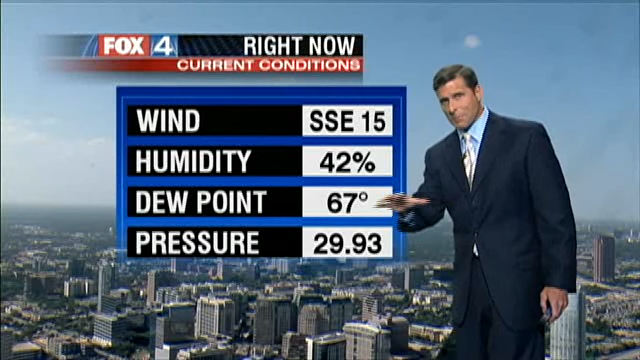 FOX 4 RIGHT NOW
CURRENT CONDITIONS
WIND SSE 15
HUMIDITY 42%
DEW POINT 67°
PRESSURE 29.93